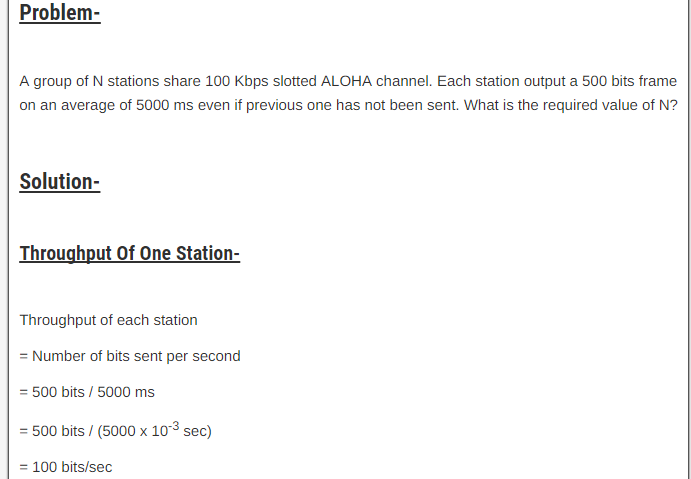 Problem-
A group of N stations share 100 Kbps slotted ALOHA channel. Each station output a 500 bits frame
on an average of 5000 ms even if previous one has not been sent. What is the required value of N?
Solution-
Throughput Of One Station-
Throughput of each station
= Number of bits sent per second
= 500 bits / 5000 ms
= 500 bits / (5000 x 10⁻³ sec)
= 100 bits/sec